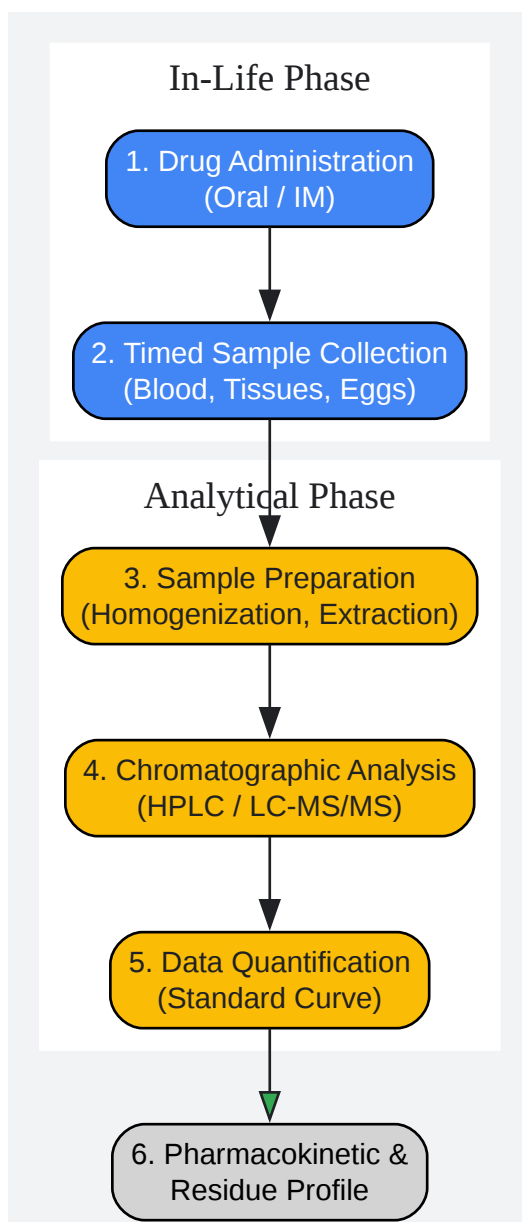 In-Life Phase
1. Drug Administration
(Oral / IM)
2. Timed Sample Collection
(Blood, Tissues, Eggs)
Analytical Phase
3. Sample Preparation
(Homogenization, Extraction)
4. Chromatographic Analysis
(HPLC / LC-MS/MS)
5. Data Quantification
(Standard Curve)
6. Pharmacokinetic &
Residue Profile